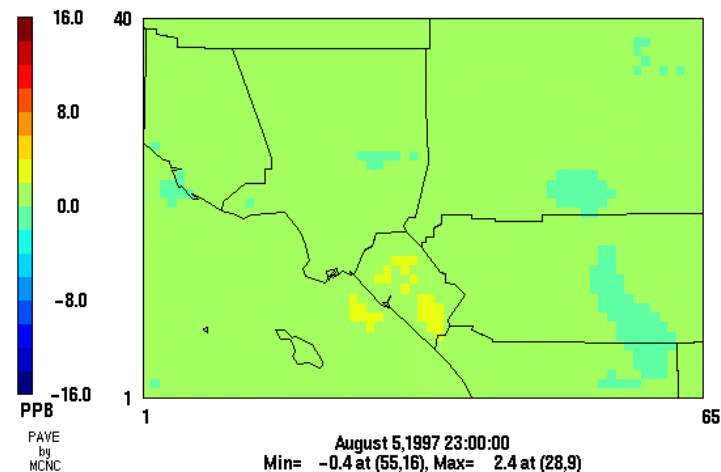 16.0
8.0
0.0
-8.0
-16.0
PPB
PAVE
by
MCNC
40
1
1
65
August 5,1997 23:00:00
Min= -0.4 at (55,16), Max= 2.4 at (28,9)